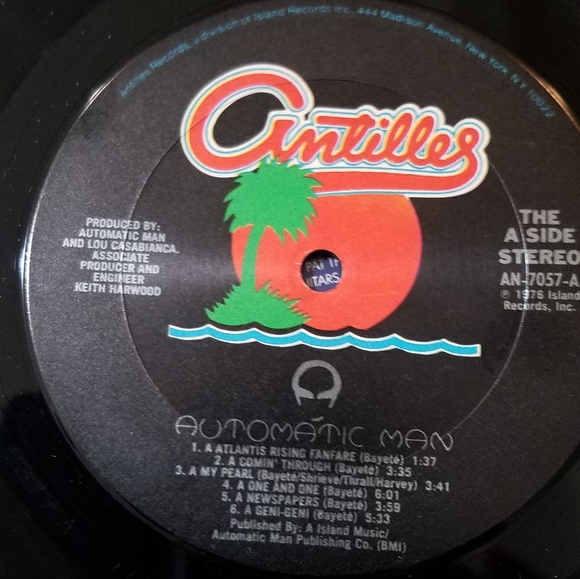 Antilles Records, a division of Island Records Inc., 444 Madison Avenue, New York, N.Y. 10022
antilles
PRODUCED BY:
AUTOMATIC MAN
AND LOU CASABIANCA.
ASSOCIATE
PRODUCER AND
ENGINEER
KEITH HARWOOD
THE
A SIDE
STEREO
AN-7057-A
℗ 1976 Island
Records, Inc.
AUTOMATIC MAN
1. A ATLANTIS RISING FANFARE (Bayeté) 1:37
2. A COMIN' THROUGH (Bayeté) 3:35
3. A MY PEARL (Bayeté/Shrieve/Thrall/Harvey) 3:41
4. A ONE AND ONE (Bayeté) 6:01
5. A NEWSPAPERS (Bayeté) 3:59
6. A GENI-GENI (Bayeté) 5:33
Published By: A Island Music/
Automatic Man Publishing Co. (BMI)